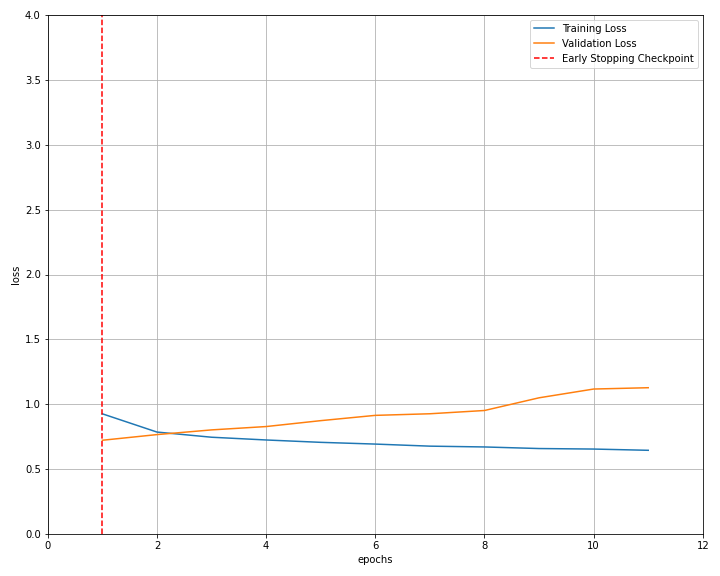 4.0
3.5
3.0
2.5
2.0
1.5
1.0
0.5
0.0
loss
0 2 4 6 8 10 12
epochs
Training Loss
Validation Loss
Early Stopping Checkpoint